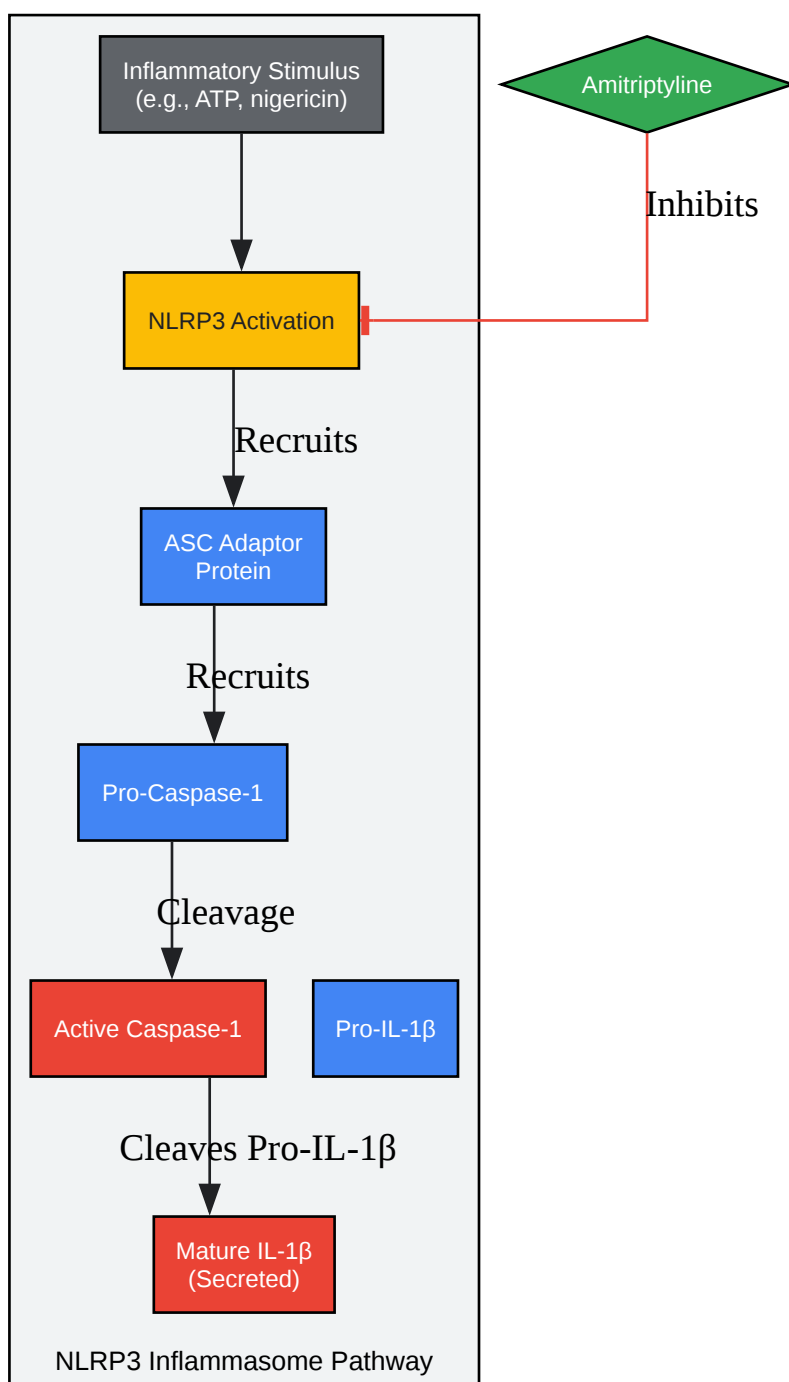 Inflammatory Stimulus
(e.g., ATP, nigericin)
Amitriptyline
Inhibits
NLRP3 Activation
Recruits
ASC Adaptor
Protein
Recruits
Pro-Caspase-1
Cleavage
Active Caspase-1
Pro-IL-1β
Cleaves Pro-IL-1β
Mature IL-1β
(Secreted)
NLRP3 Inflammasome Pathway